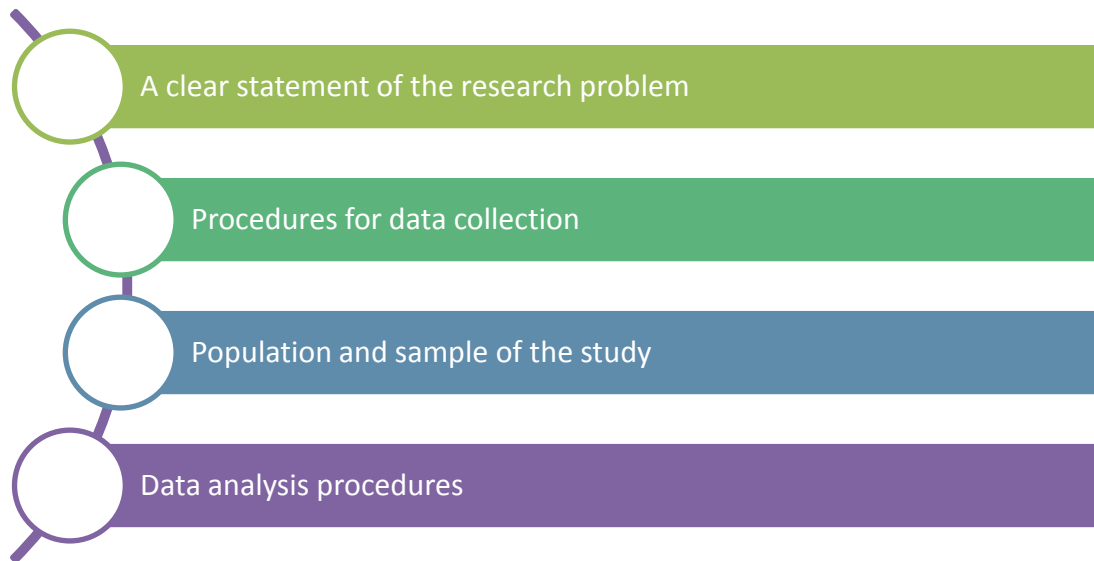 A clear statement of the research problem
Procedures for data collection
Population and sample of the study
Data analysis procedures